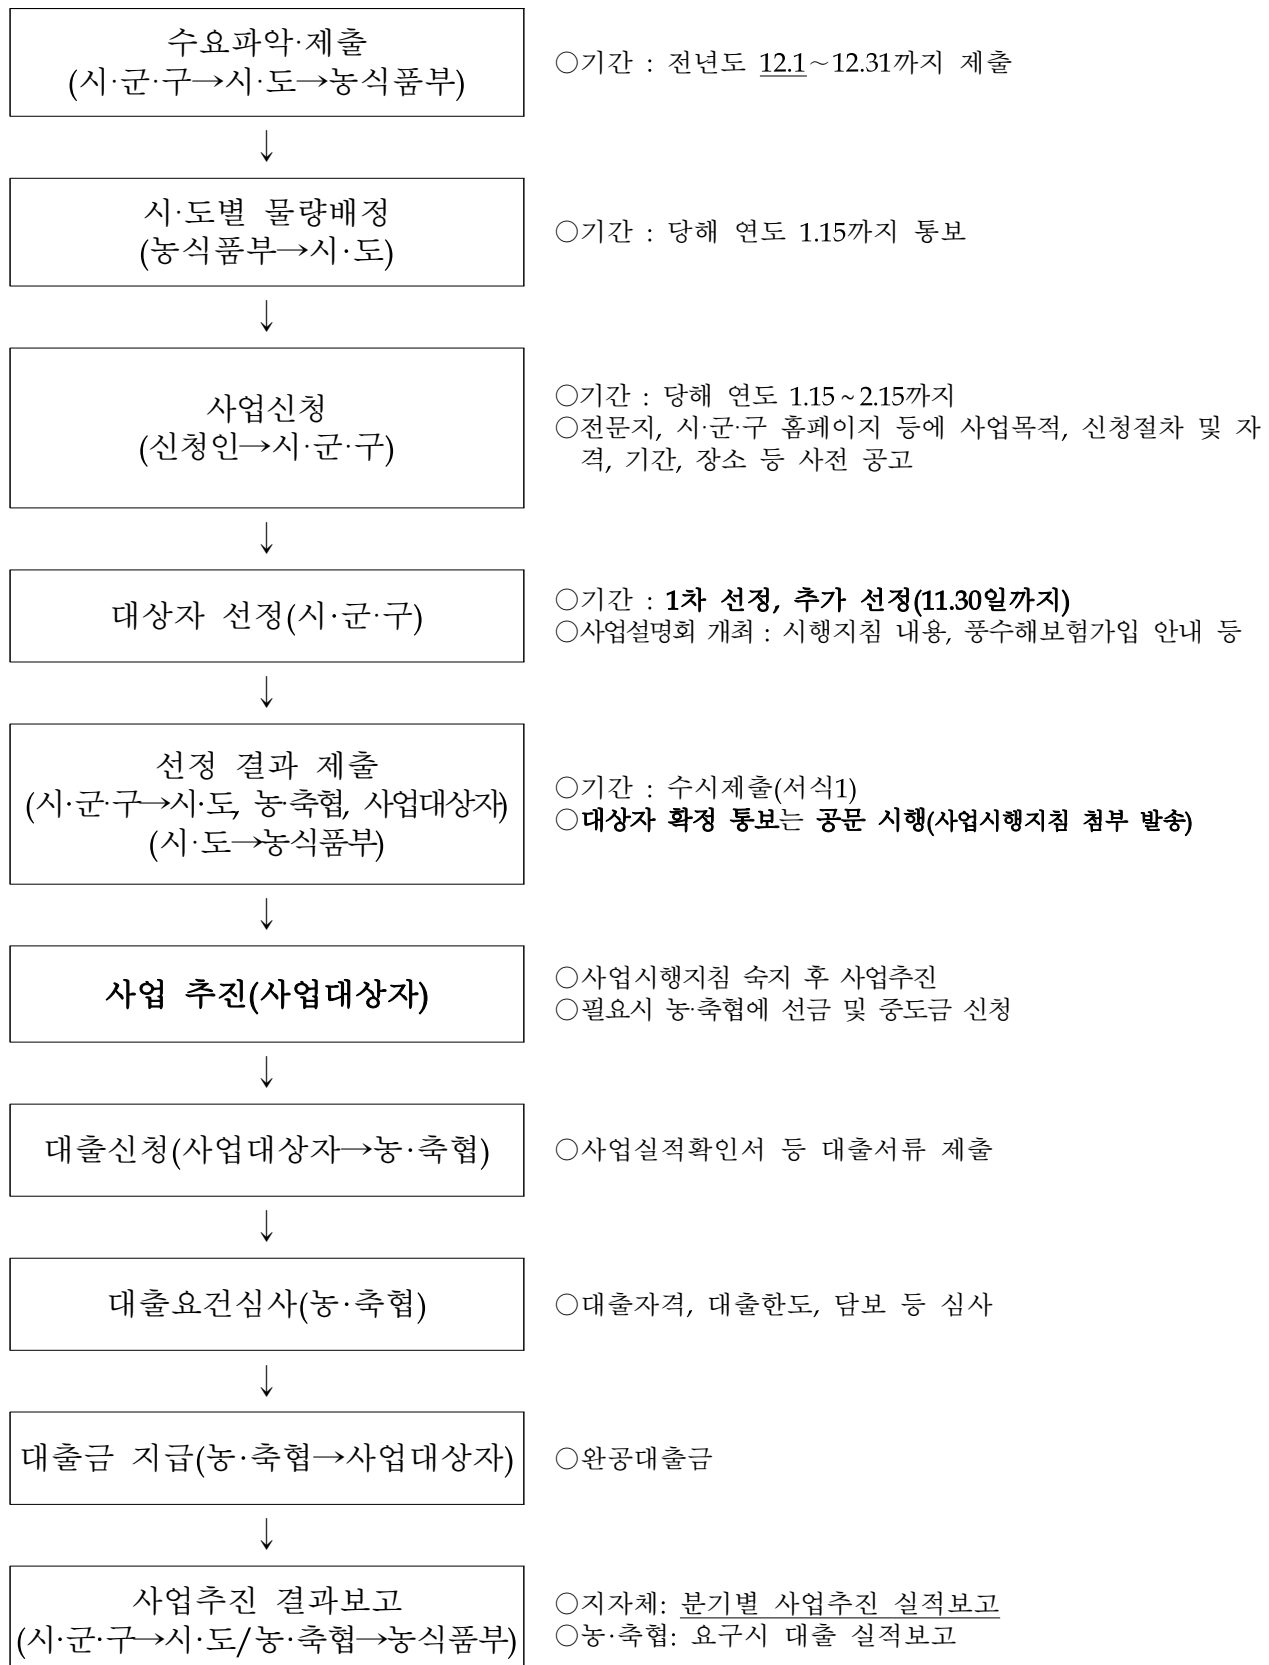 수요파악·제출
(시·군·구→시·도→농식품부)
○기간 : 전년도 12.1~12.31까지 제출
↓
시·도별 물량배정
(농식품부→시·도)
○기간 : 당해 연도 1.15까지 통보
↓
사업신청
(신청인→시·군·구)
○기간 : 당해 연도 1.15~2.15까지
○전문지, 시·군·구 홈페이지 등에 사업목적, 신청절차 및 자
격, 기간, 장소 등 사전 공고
↓
대상자 선정(시·군·구)
○기간 : 1차 선정, 추가 선정(11.30일까지)
○사업설명회 개최 : 시행지침 내용, 풍수해보험가입 안내 등
↓
선정 결과 제출
(시·군·구→시·도, 농·축협, 사업대상자)
(시·도→농식품부)
○기간 : 수시제출(서식1)
○대상자 확정 통보는 공문 시행(사업시행지침 첨부 발송)
↓
사업 추진(사업대상자)
○사업시행지침 숙지 후 사업추진
○필요시 농·축협에 선금 및 중도금 신청
↓
대출신청(사업대상자→농·축협)
○사업실적확인서 등 대출서류 제출
↓
대출요건심사(농·축협)
○대출자격, 대출한도, 담보 등 심사
↓
대출금 지급(농·축협→사업대상자)
○완공대출금
↓
사업추진 결과보고
(시·군·구→시·도/농·축협→농식품부)
○지자체: 분기별 사업추진 실적보고
○농·축협: 요구시 대출 실적보고